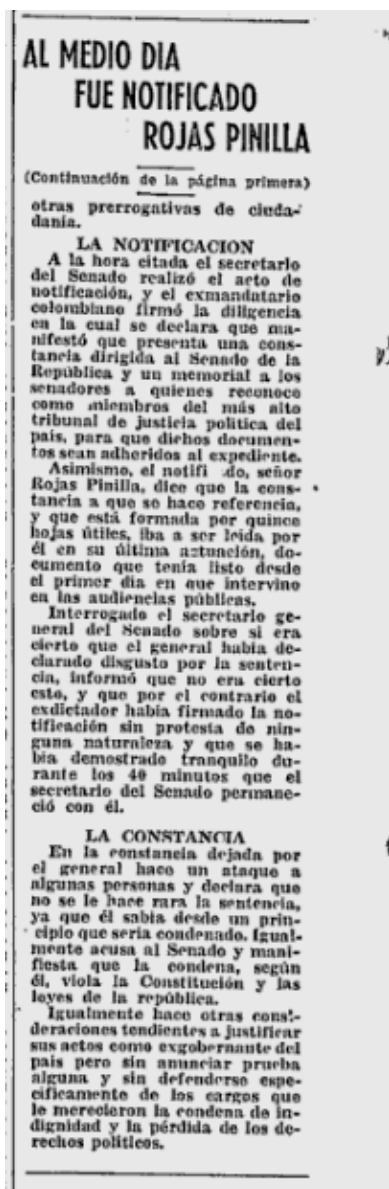 AL MEDIO DIA
FUE NOTIFICADO
ROJAS PINILLA
(Continuación de la página primera)
otras prerrogativas de ciuda-
danía.
LA NOTIFICACION
A la hora citada el secretario
del Senado realizó el acto de
notificación, y el exmandatario
colombiano firmó la diligencia
en la cual se declara que ma-
nifestó que presenta una cons-
tancia dirigida al Senado de la
República y un memorial a los
senadores a quienes reconoce
como miembros del más alto
tribunal de justicia política del
país, para que dichos documen-
tos sean adheridos al expediente.
Asimismo, el notifi do, señor
Rojas Pinilla, dice que la cons-
tancia a que se hace referencia,
y que está formada por quince
hojas útiles, iba a ser leída por
él en su última actuación, do-
cumento que tenía listo desde
el primer día en que intervino
en las audiencias públicas.
Interrogado el secretario ge-
neral del Senado sobre si era
cierto que el general había de-
clarado disgusto por la senten-
cia, informó que no era cierto
esto, y que por el contrario el
exdictador había firmado la no-
tificación sin protesta de nin-
guna naturaleza y que se ha-
bía demostrado tranquilo du-
rante los 40 minutos que el
secretario del Senado permane-
ció con él.
LA CONSTANCIA
En la constancia dejada por
el general hace un ataque a
algunas personas y declara que
no se le hace rara la sentencia,
ya que él sabía desde un prin-
cipio que sería condenado. Igual-
mente acusa al Senado y mani-
fiesta que la condena, según
él, viola la Constitución y las
leyes de la república.
Igualmente hace otras consi-
deraciones tendientes a justificar
sus actos como exgobernante del
país pero sin anunciar prueba
alguna y sin defenderse espe-
cíficamente de los cargos que
le merecieron la condena de in-
dignidad y la pérdida de los de-
rechos políticos.